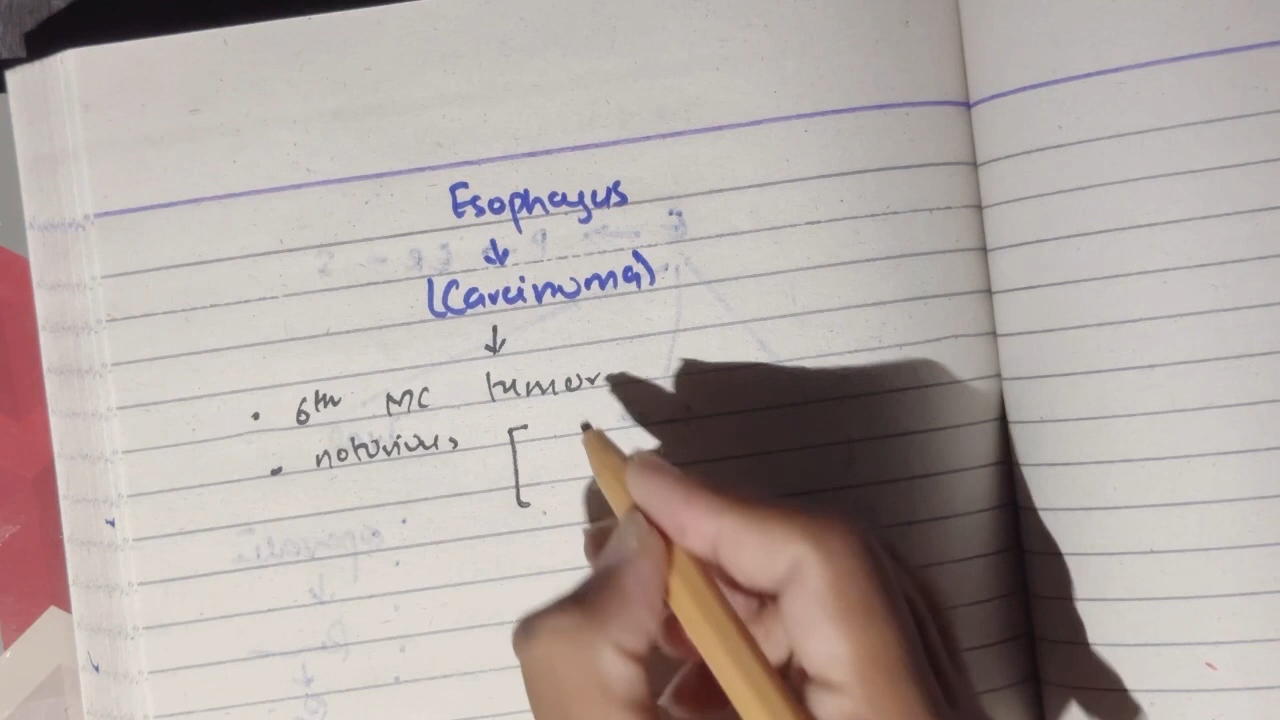 Esophagus
↓
(Carcinoma)
↓
• 6th MC tumor
• notorious [